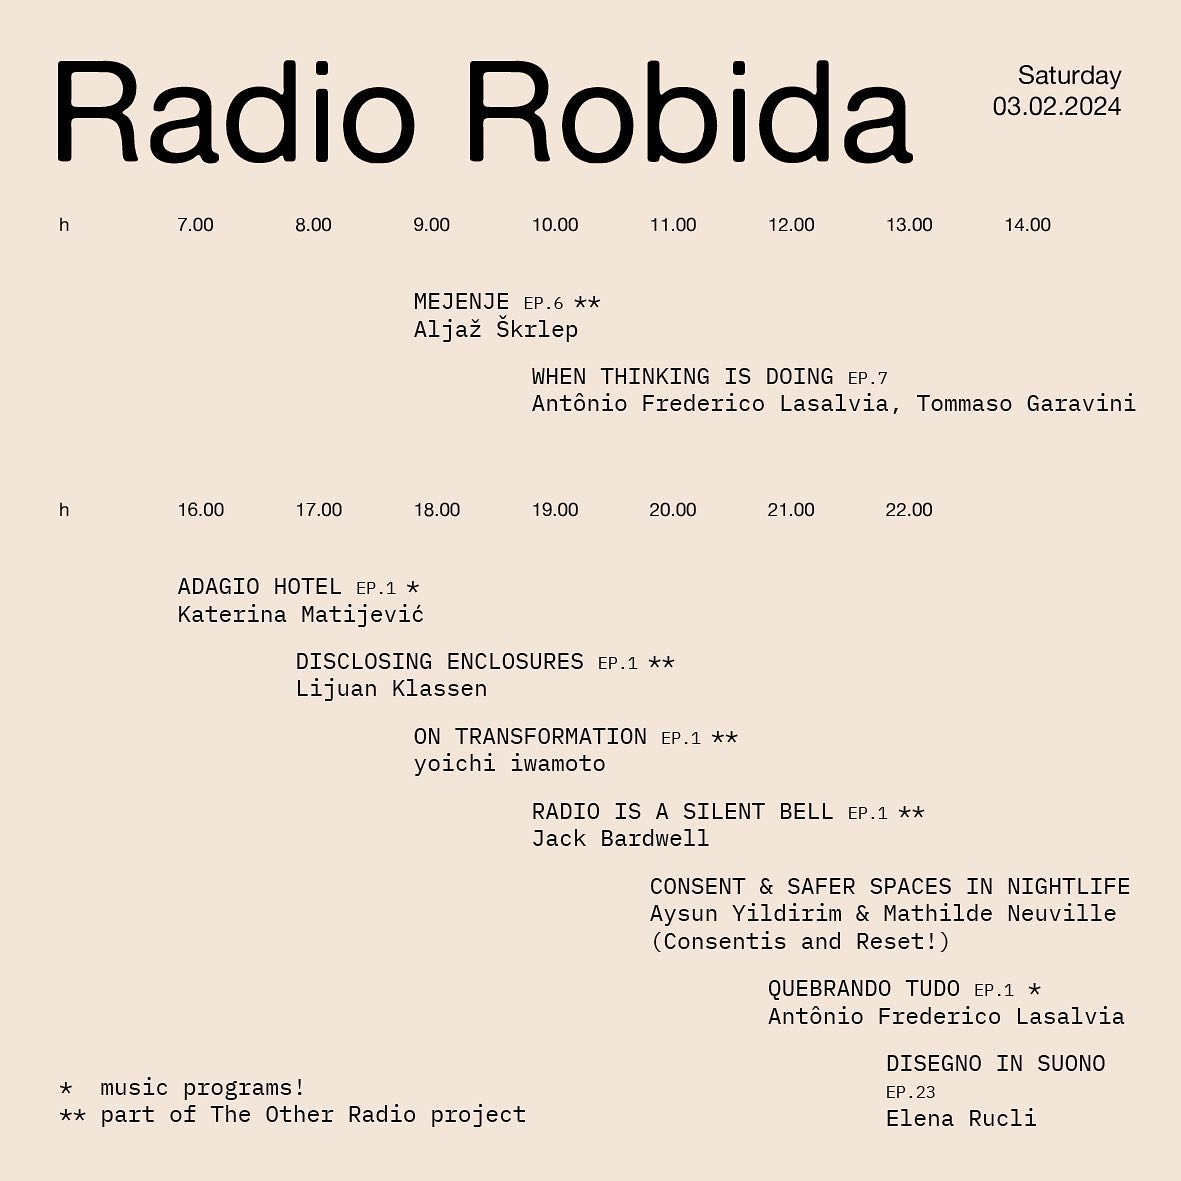 Radio Robida
Saturday
03.02.2024
h 7.00 8.00 9.00 10.00 11.00 12.00 13.00 14.00
MEJENJE EP.6 **
Aljaž Škrlep
WHEN THINKING IS DOING EP.7
Antônio Frederico Lasalvia, Tommaso Garavini
h 16.00 17.00 18.00 19.00 20.00 21.00 22.00
ADAGIO HOTEL EP.1 *
Katerina Matijević
DISCLOSING ENCLOSURES EP.1 **
Lijuan Klassen
ON TRANSFORMATION EP.1 **
yoichi iwamoto
RADIO IS A SILENT BELL EP.1 **
Jack Bardwell
CONSENT & SAFER SPACES IN NIGHTLIFE
Aysun Yildirim & Mathilde Neuville
(Consentis and Reset!)
QUEBRANDO TUDO EP.1 *
Antônio Frederico Lasalvia
DISEGNO IN SUONO
EP.23
Elena Rucli
* music programs!
** part of The Other Radio project